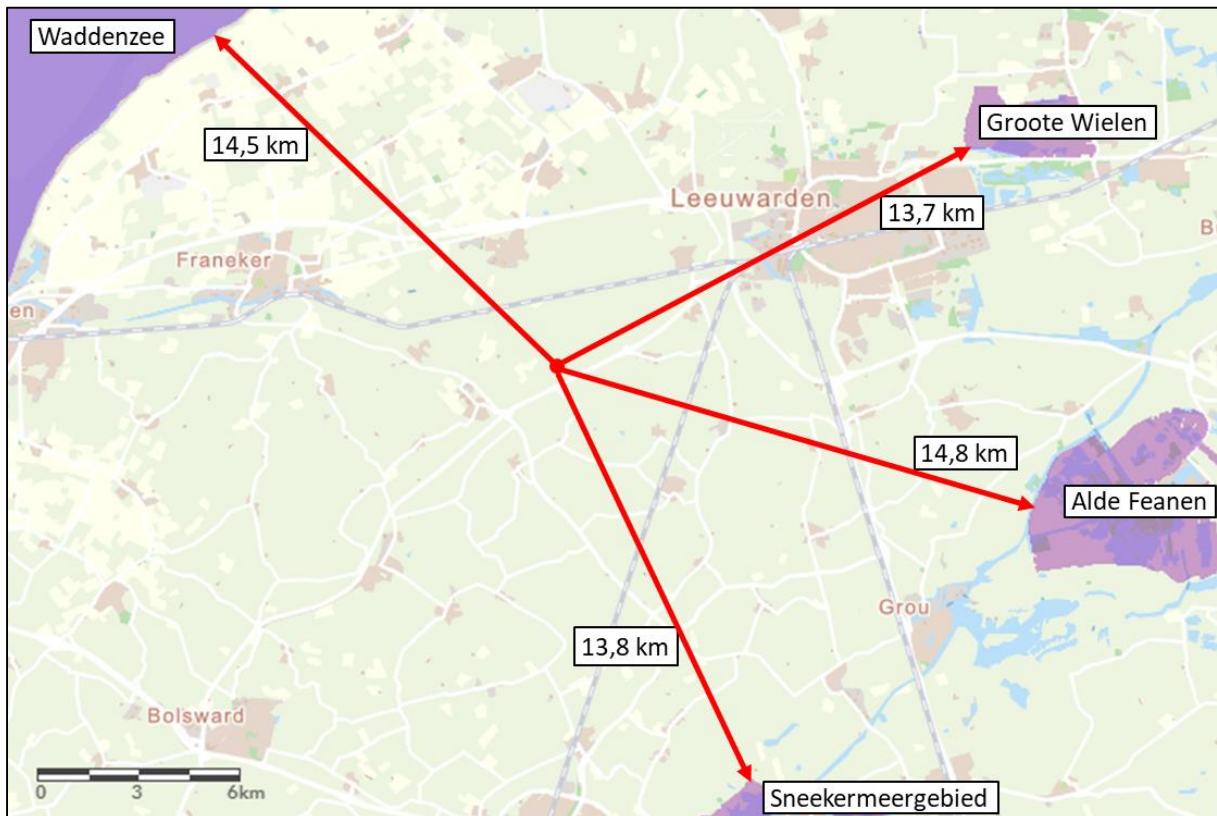 Waddenzee
Groote Wielen
14,5 km
Leeuwarden
13,7 km
Franeker
en
14,8 km
Alde Feanen
Grou
13,8 km
Bolsward
0 3 6km
Sneekermeergebied